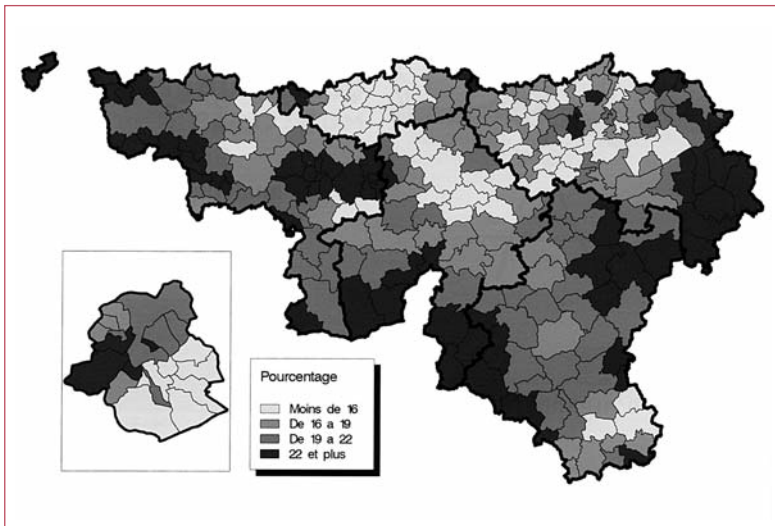 Pourcentage
Moins de 16
De 16 a 19
De 19 a 22
22 et plus